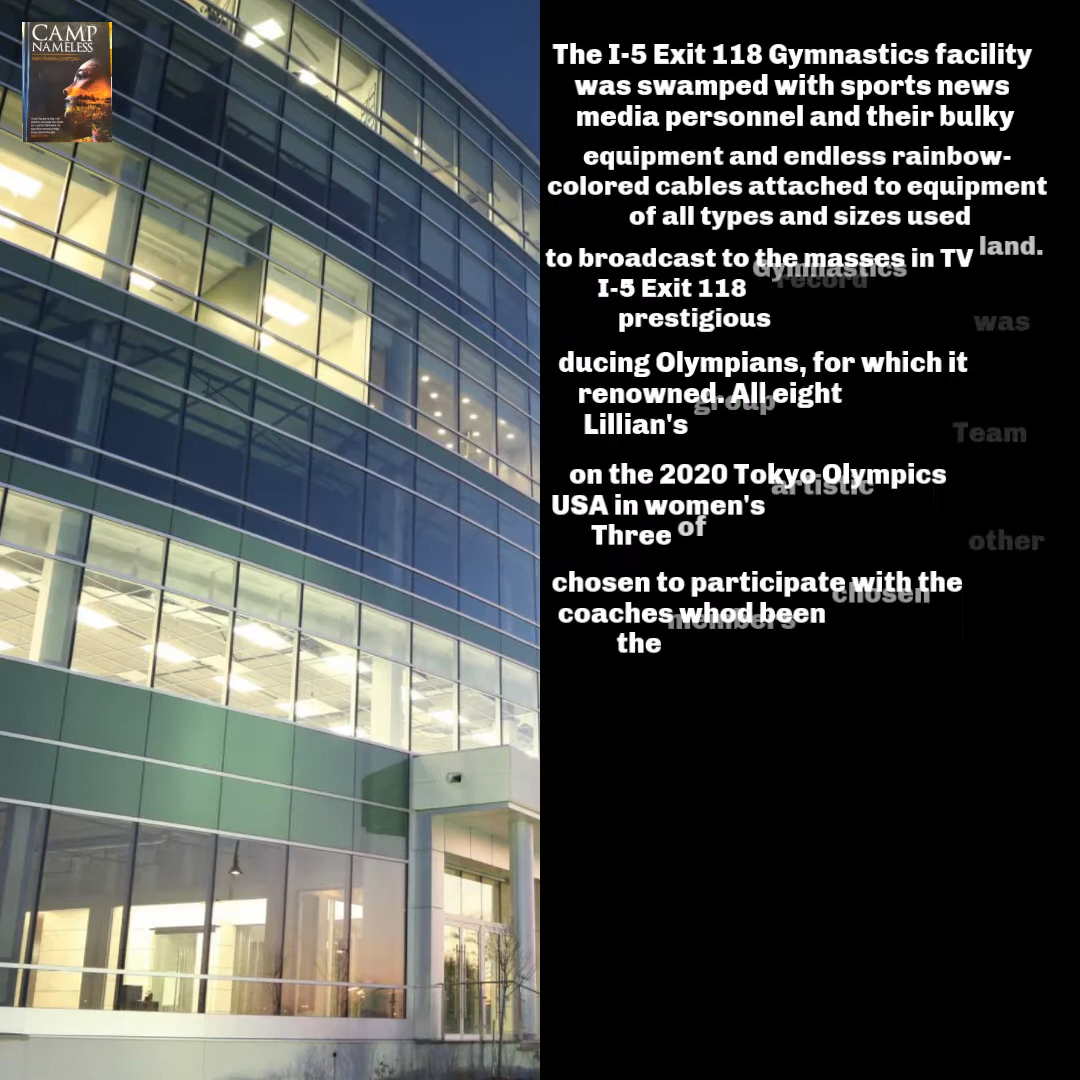 CAMP
NAMELESS
The I-5 Exit 118 Gymnastics facility
was swamped with sports news
media personnel and their bulky
equipment and endless rainbow-
colored cables attached to equipment
of all types and sizes used
to broadcast to the masses in TV land.
I-5 Exit 118 Gymnastics
prestigious record was
ducing Olympians, for which it
renowned. All eight
Lillian's group Team
on the 2020 Tokyo Olympics
USA in women's artistic
Three of other
chosen to participate with the
coaches whod been chosen
the members